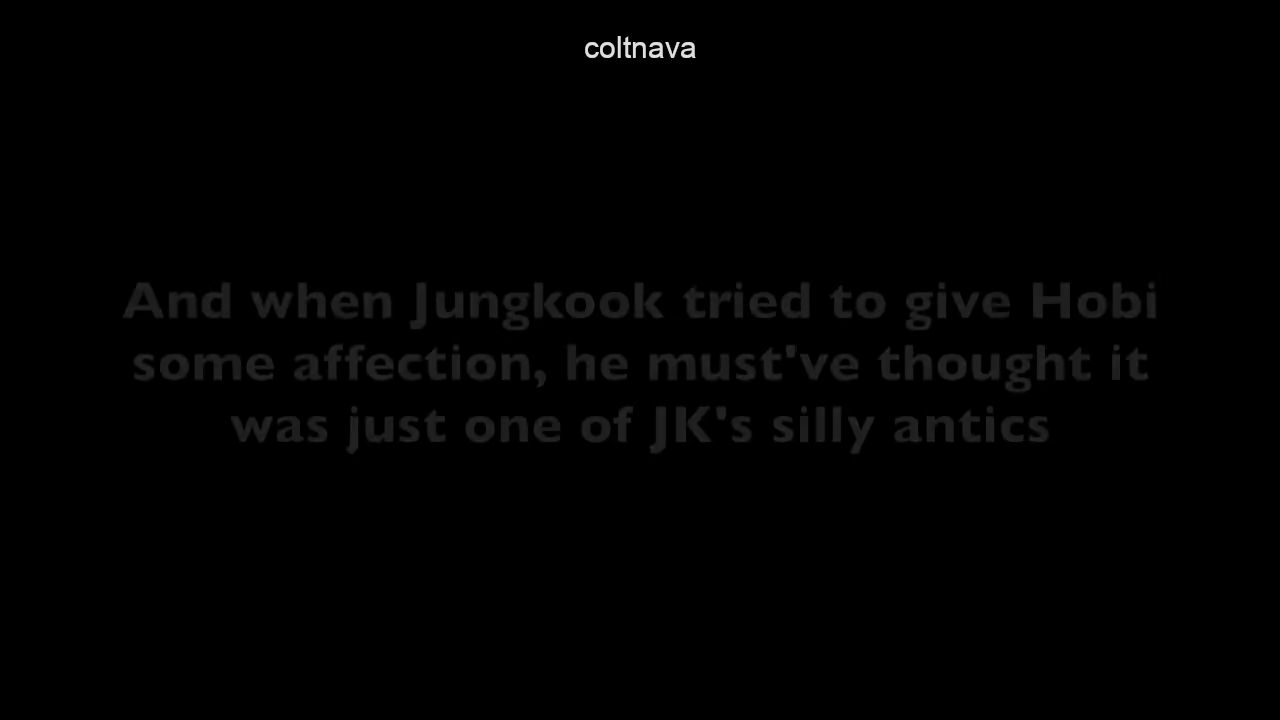 coltnava
And when Jungkook tried to give Hobi
some affection, he must've thought it
was just one of JK's silly antics